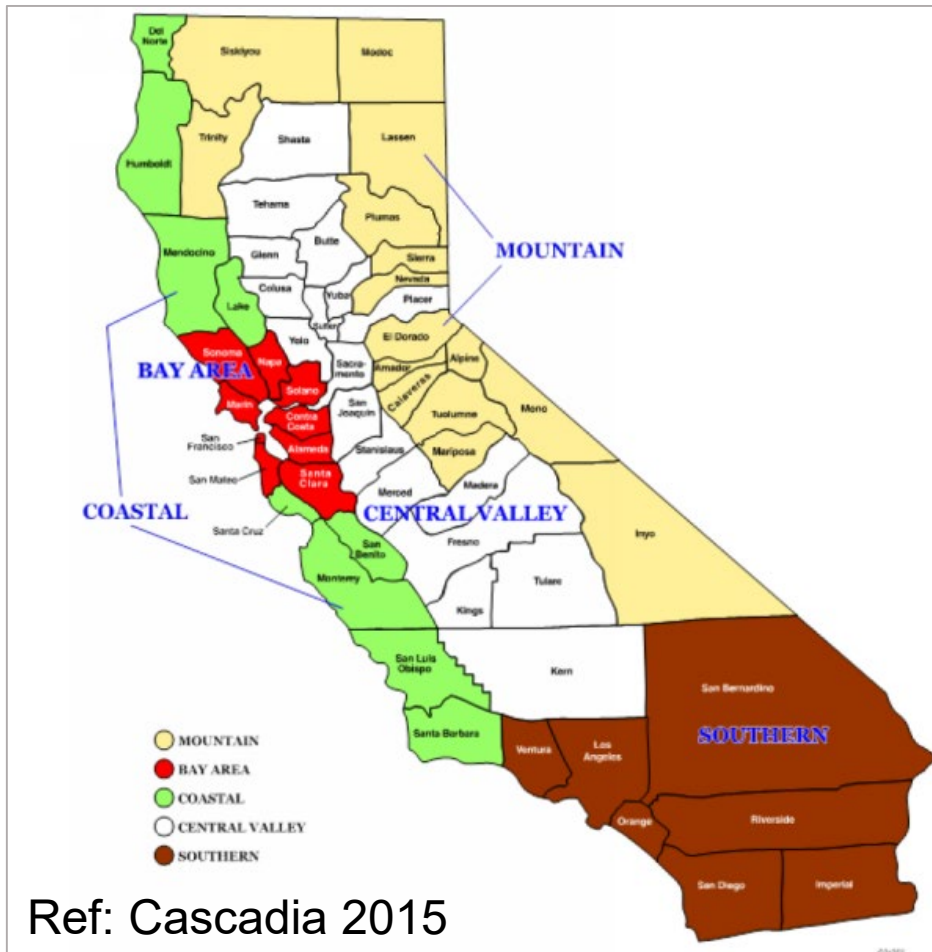 Del
Norte
Siskiyou
Modoc
Humboldt
Trinity
Shasta
Lassen
Tehama
Plumas
Mendocino
Glenn
Butte
Sierra
MOUNTAIN
Nevada
Lake
Colusa
Yuba
Placer
Sutter
Yolo
El Dorado
Sonoma
Napa
Sacra-
mento
Alpine
BAY AREA
Amador
Solano
Calaveras
Marin
San
Joaquin
Mono
Contra
Costa
Tuolumne
San
Francisco
Alameda
Stanislaus
Mariposa
San Mateo
Santa
Clara
Merced
Madera
COASTAL
CENTRAL VALLEY
Santa Cruz
San
Benito
Fresno
Inyo
Monterey
Kings
Tulare
San Luis
Obispo
Kern
San Bernardino
Santa Barbara
Ventura
Los
Angeles
SOUTHERN
MOUNTAIN
BAY AREA
COASTAL
CENTRAL VALLEY
SOUTHERN
Orange
Riverside
San Diego
Imperial
Ref: Cascadia 2015